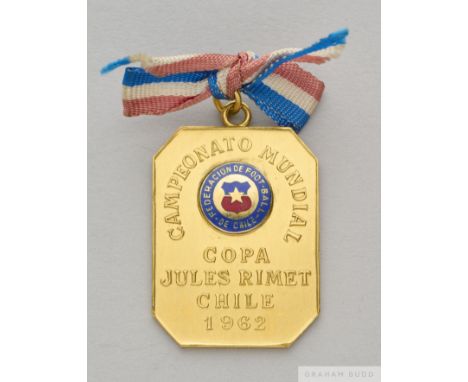 CAMPEONATO MUNDIAL
FEDERACION DE FOOT-BALL
DE CHILE
COPA
JULES RIMET
CHILE
1962
GRAHAM BUDD